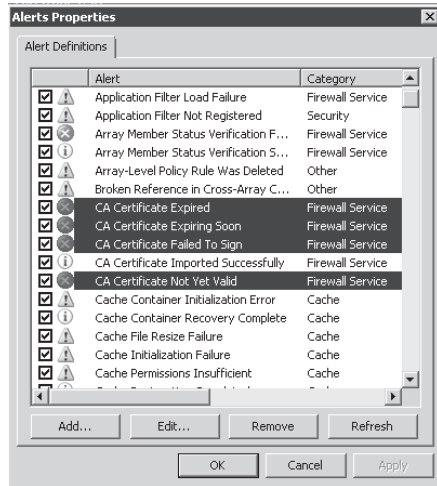 Alerts Properties
Alert Definitions
Alert Category
Application Filter Load Failure Firewall Service
Application Filter Not Registered Security
Array Member Status Verification F... Firewall Service
Array Member Status Verification S... Firewall Service
Array-Level Policy Rule Was Deleted Other
Broken Reference in Cross-Array C... Other
CA Certificate Expired Firewall Service
CA Certificate Expiring Soon Firewall Service
CA Certificate Failed To Sign Firewall Service
CA Certificate Imported Successfully Firewall Service
CA Certificate Not Yet Valid Firewall Service
Cache Container Initialization Error Cache
Cache Container Recovery Complete Cache
Cache File Resize Failure Cache
Cache Initialization Failure Cache
Cache Permissions Insufficient Cache
Add... Edit... Remove Refresh
OK Cancel Apply